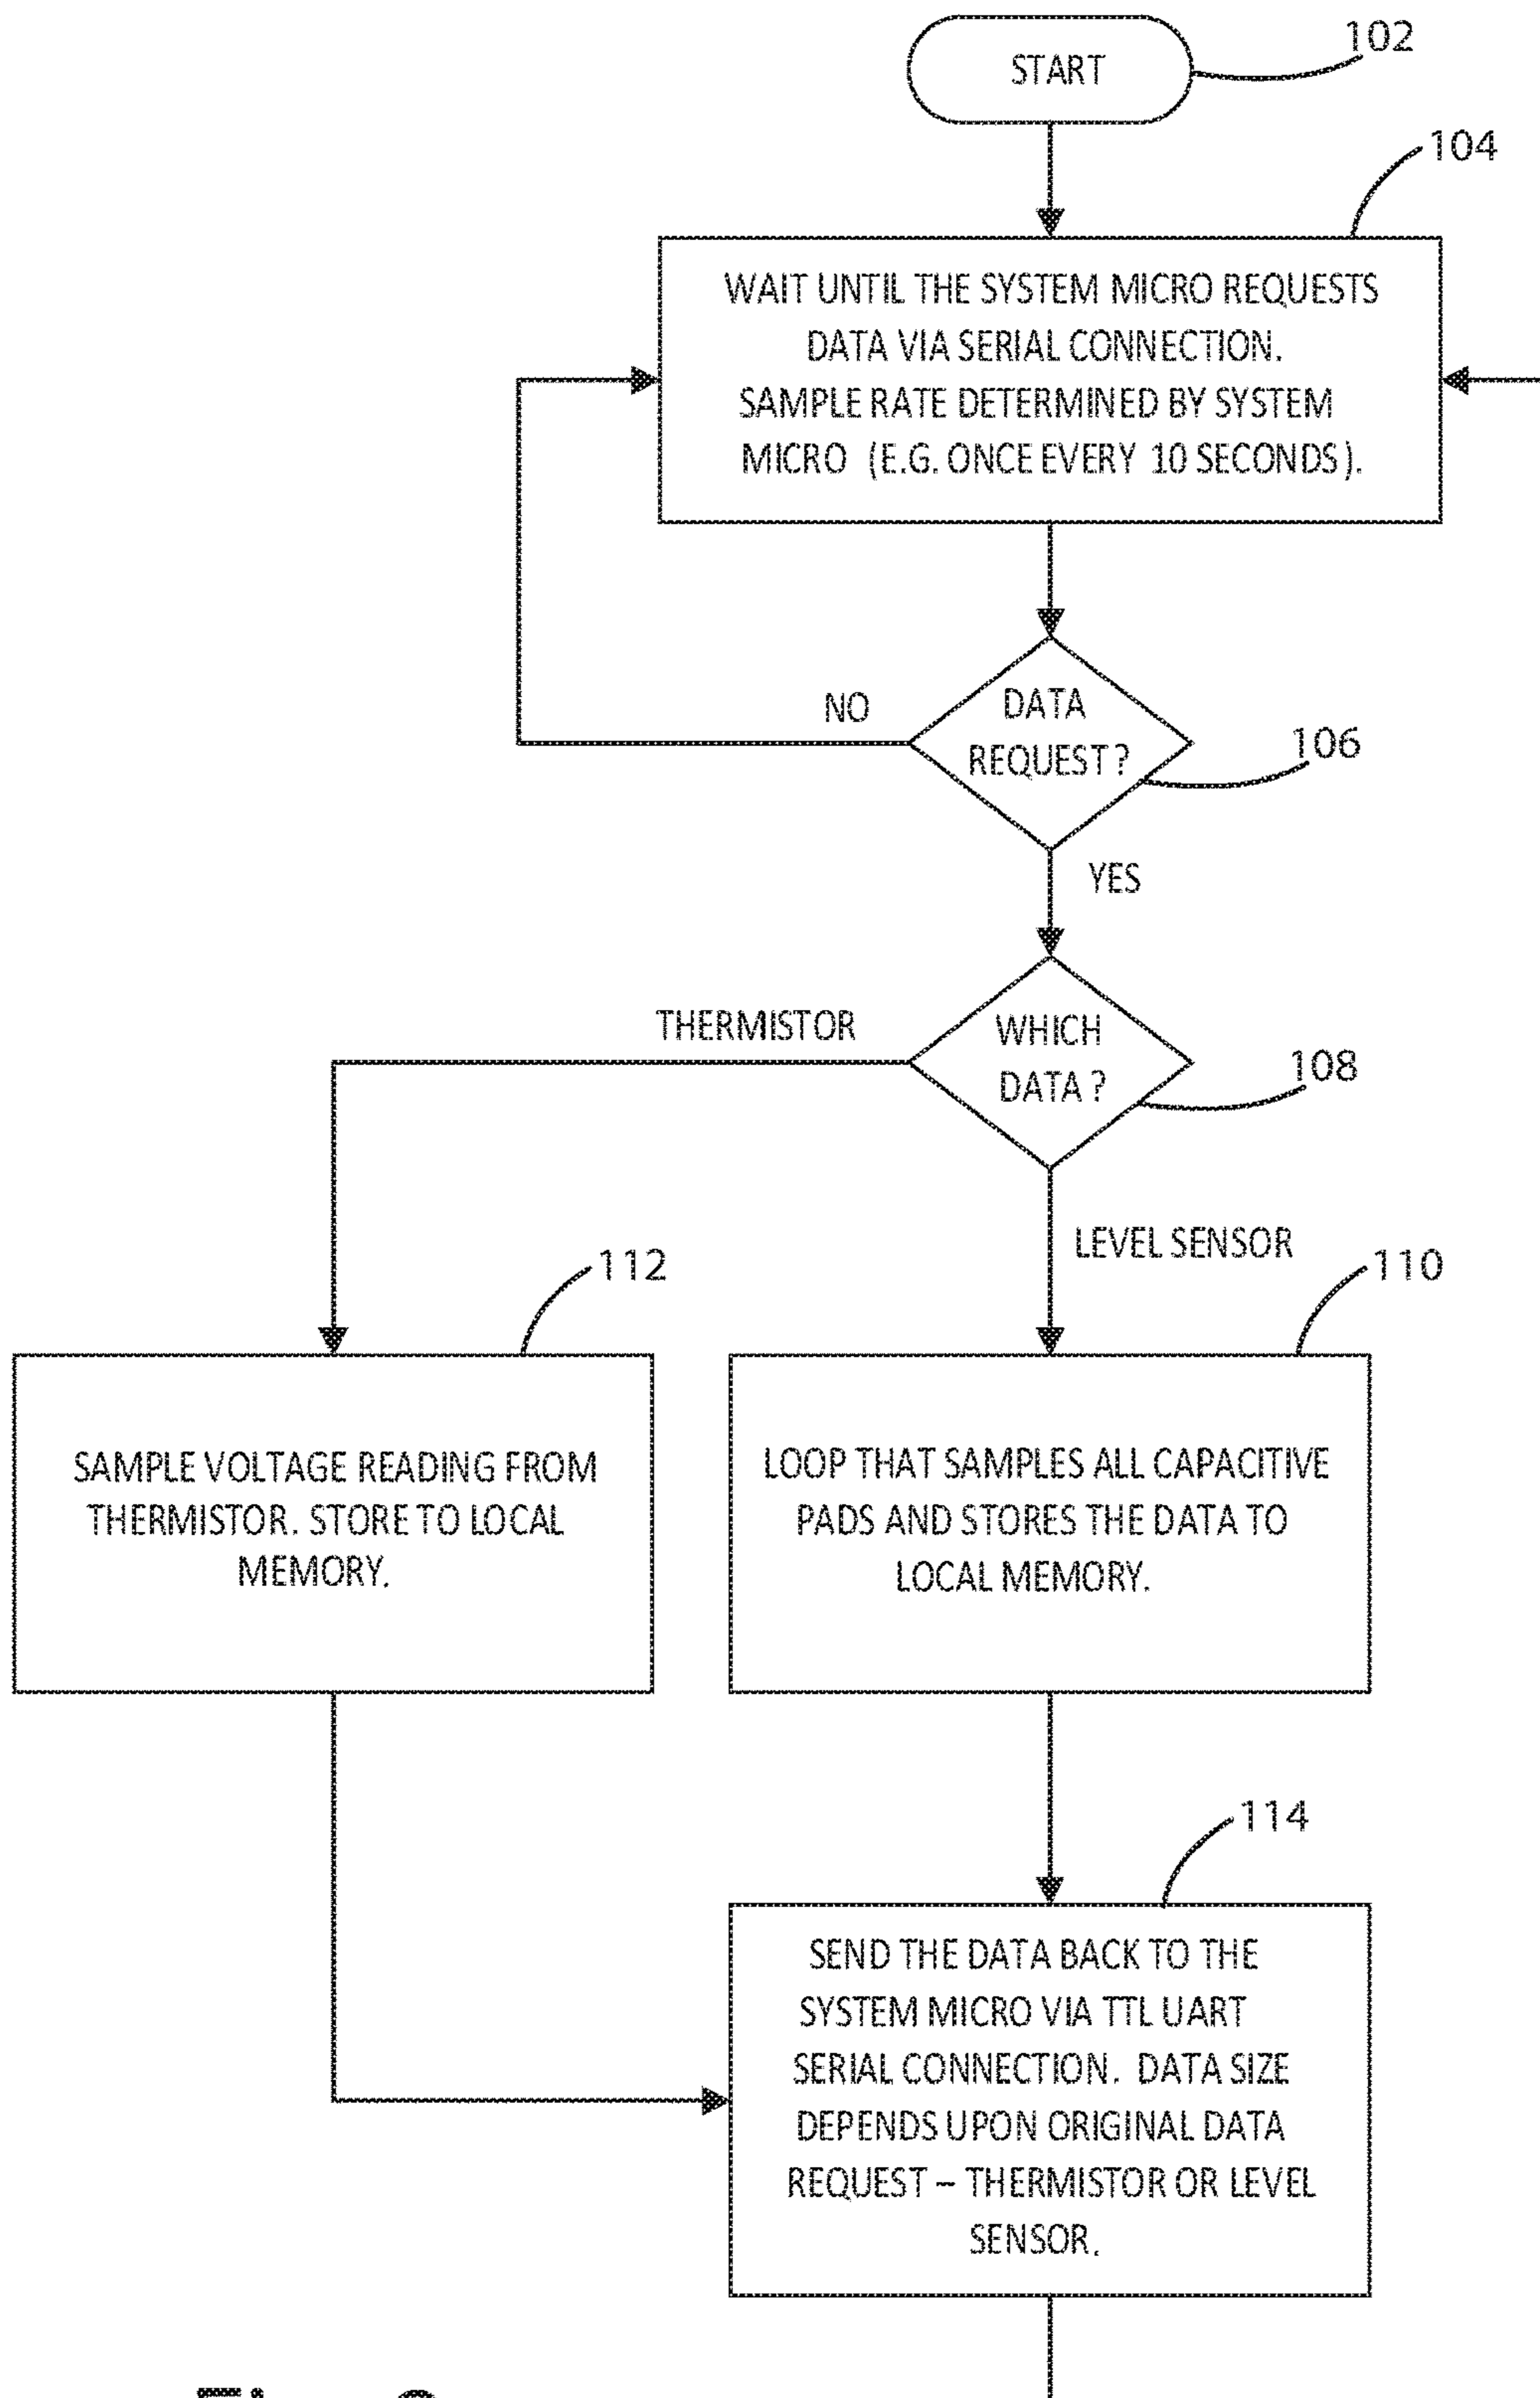 START
102
104
WAIT UNTIL THE SYSTEM MICRO REQUESTS
DATA VIA SERIAL CONNECTION.
SAMPLE RATE DETERMINED BY SYSTEM
MICRO (E.G. ONCE EVERY 10 SECONDS).
NO
DATA
REQUEST?
106
YES
THERMISTOR
WHICH
DATA?
108
LEVEL SENSOR
112
110
SAMPLE VOLTAGE READING FROM
THERMISTOR. STORE TO LOCAL
MEMORY.
LOOP THAT SAMPLES ALL CAPACITIVE
PADS AND STORES THE DATA TO
LOCAL MEMORY.
114
SEND THE DATA BACK TO THE
SYSTEM MICRO VIA TTL UART
SERIAL CONNECTION. DATA SIZE
DEPENDS UPON ORIGINAL DATA
REQUEST – THERMISTOR OR LEVEL
SENSOR.